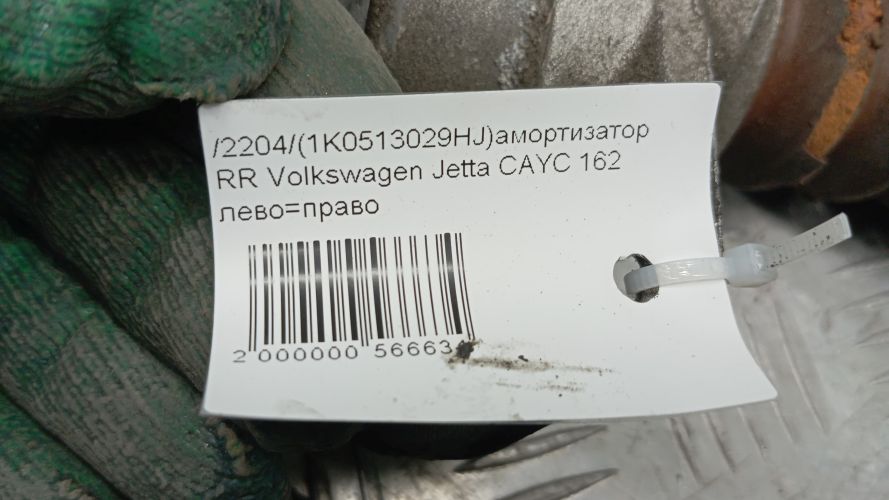 /2204/(1K0513029HJ)амортизатор
RR Volkswagen Jetta CAYC 162
лево=право
2 000000 56663